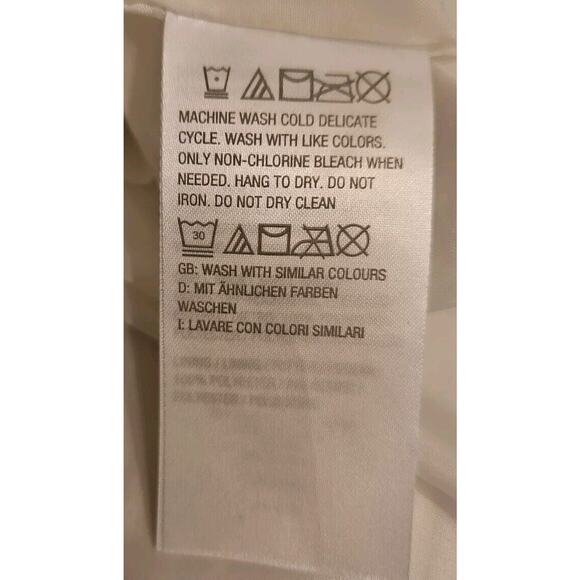 MACHINE WASH COLD DELICATE
CYCLE. WASH WITH LIKE COLORS.
ONLY NON-CHLORINE BLEACH WHEN
NEEDED. HANG TO DRY. DO NOT
IRON. DO NOT DRY CLEAN
30
GB: WASH WITH SIMILAR COLOURS
D: MIT ÄHNLICHEN FARBEN
WASCHEN
I: LAVARE CON COLORI SIMILARI